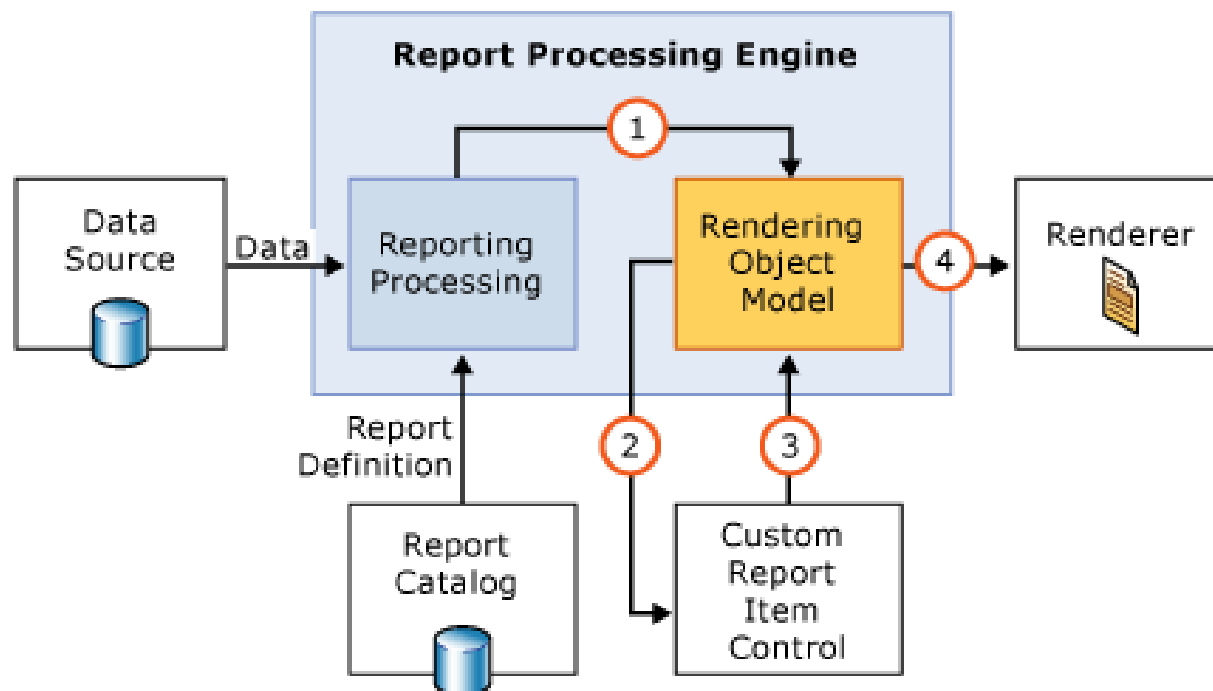 Report Processing Engine
1
Data
Source
Data
Reporting
Processing
Rendering
Object
Model
4
Renderer
Report
Definition
2
3
Report
Catalog
Custom
Report
Item
Control